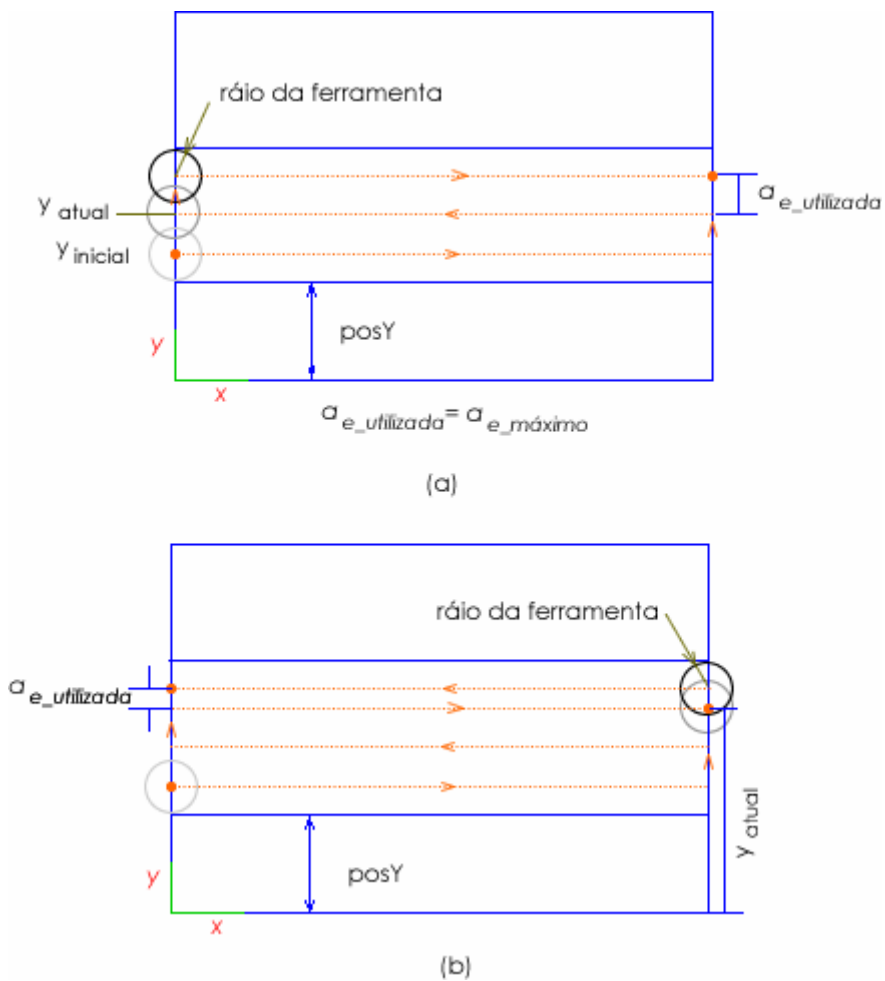 ráio da ferramenta
y atual
y inicial
a e_utilizada
posY
y
x
a e_utilizada = a e_máximo
(a)
ráio da ferramenta
a e_utilizada
y atual
posY
y
x
(b)